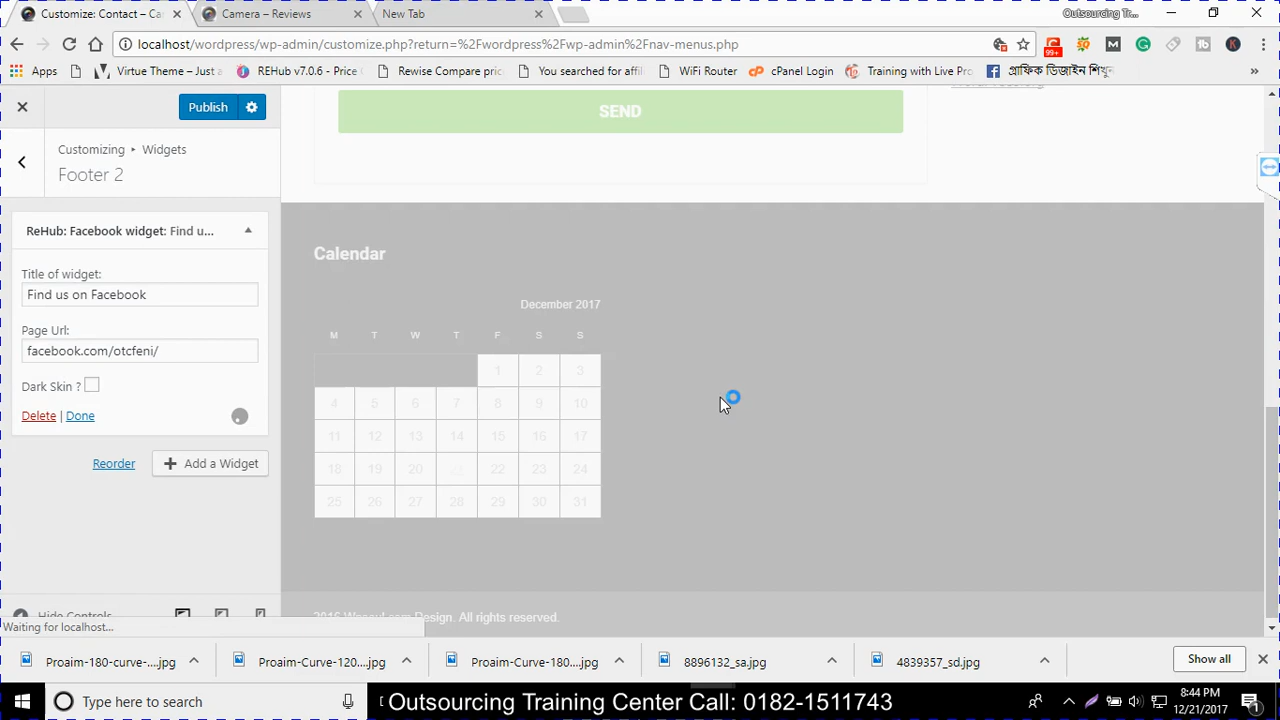 Customize: Contact – Ca
Camera – Reviews
New Tab
Outsourcing Tr...
localhost/wordpress/wp-admin/customize.php?return=%2Fwordpress%2Fwp-admin%2Fnav-menus.php
99+
Apps
Virtue Theme – Just a
REHub v7.0.6 - Proje
Rewise Compare pric
You searched for affil
WiFi Router
cPanel Login
Training with Live Pro
গ্রাফিক ডিজাইন শিখুন
Publish
SEND
Customizing ▸ Widgets
Footer 2
ReHub: Facebook widget: Find u...
Calendar
Title of widget:
Find us on Facebook
December 2017
Page Url:
M T W T F S S
facebook.com/otcfeni/
1 2 3
Dark Skin ?
4 5 6 7 8 9 10
Delete | Done
11 12 13 14 15 16 17
Reorder
Add a Widget
18 19 20 21 22 23 24
25 26 27 28 29 30 31
Hide Controls
Design. All rights reserved.
Waiting for localhost...
Proaim-180-curve-....jpg
Proaim-Curve-120....jpg
Proaim-Curve-180....jpg
8896132_sa.jpg
4839357_sd.jpg
Show all
Type here to search
Outsourcing Training Center Call: 0182-1511743
8:44 PM
12/21/2017